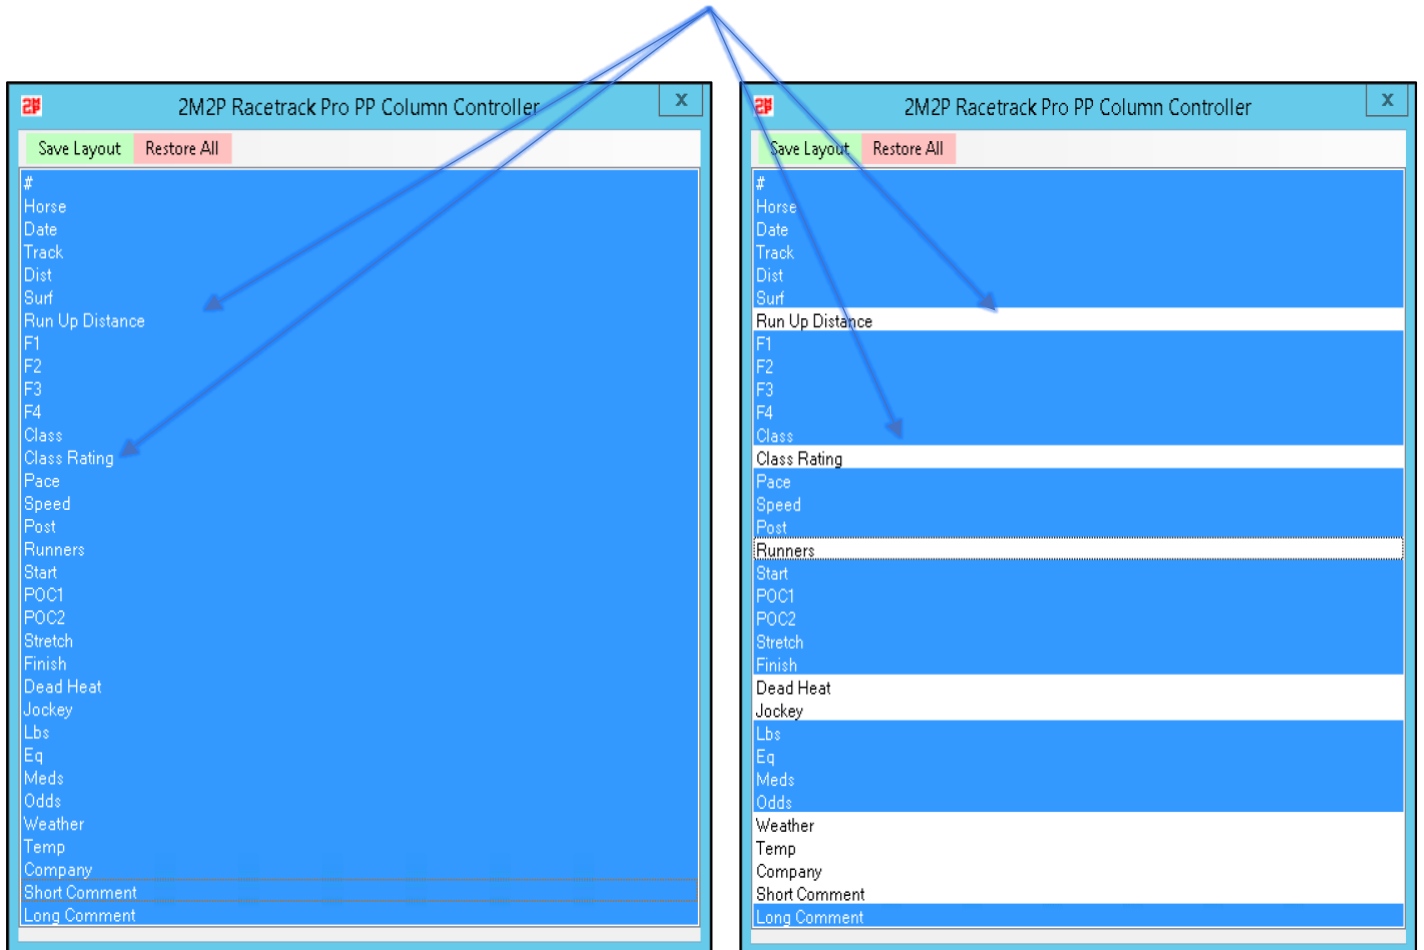 2M2P Racetrack Pro PP Column Controller
x
Save Layout Restore All
#
Horse
Date
Track
Dist
Surf
Run Up Distance
F1
F2
F3
F4
Class
Class Rating
Pace
Speed
Post
Runners
Start
POC1
POC2
Stretch
Finish
Dead Heat
Jockey
Lbs
Eq
Meds
Odds
Weather
Temp
Company
Short Comment
Long Comment
2M2P Racetrack Pro PP Column Controller
x
Save Layout Restore All
#
Horse
Date
Track
Dist
Surf
Run Up Distance
F1
F2
F3
F4
Class
Class Rating
Pace
Speed
Post
Runners
Start
POC1
POC2
Stretch
Finish
Dead Heat
Jockey
Lbs
Eq
Meds
Odds
Weather
Temp
Company
Short Comment
Long Comment